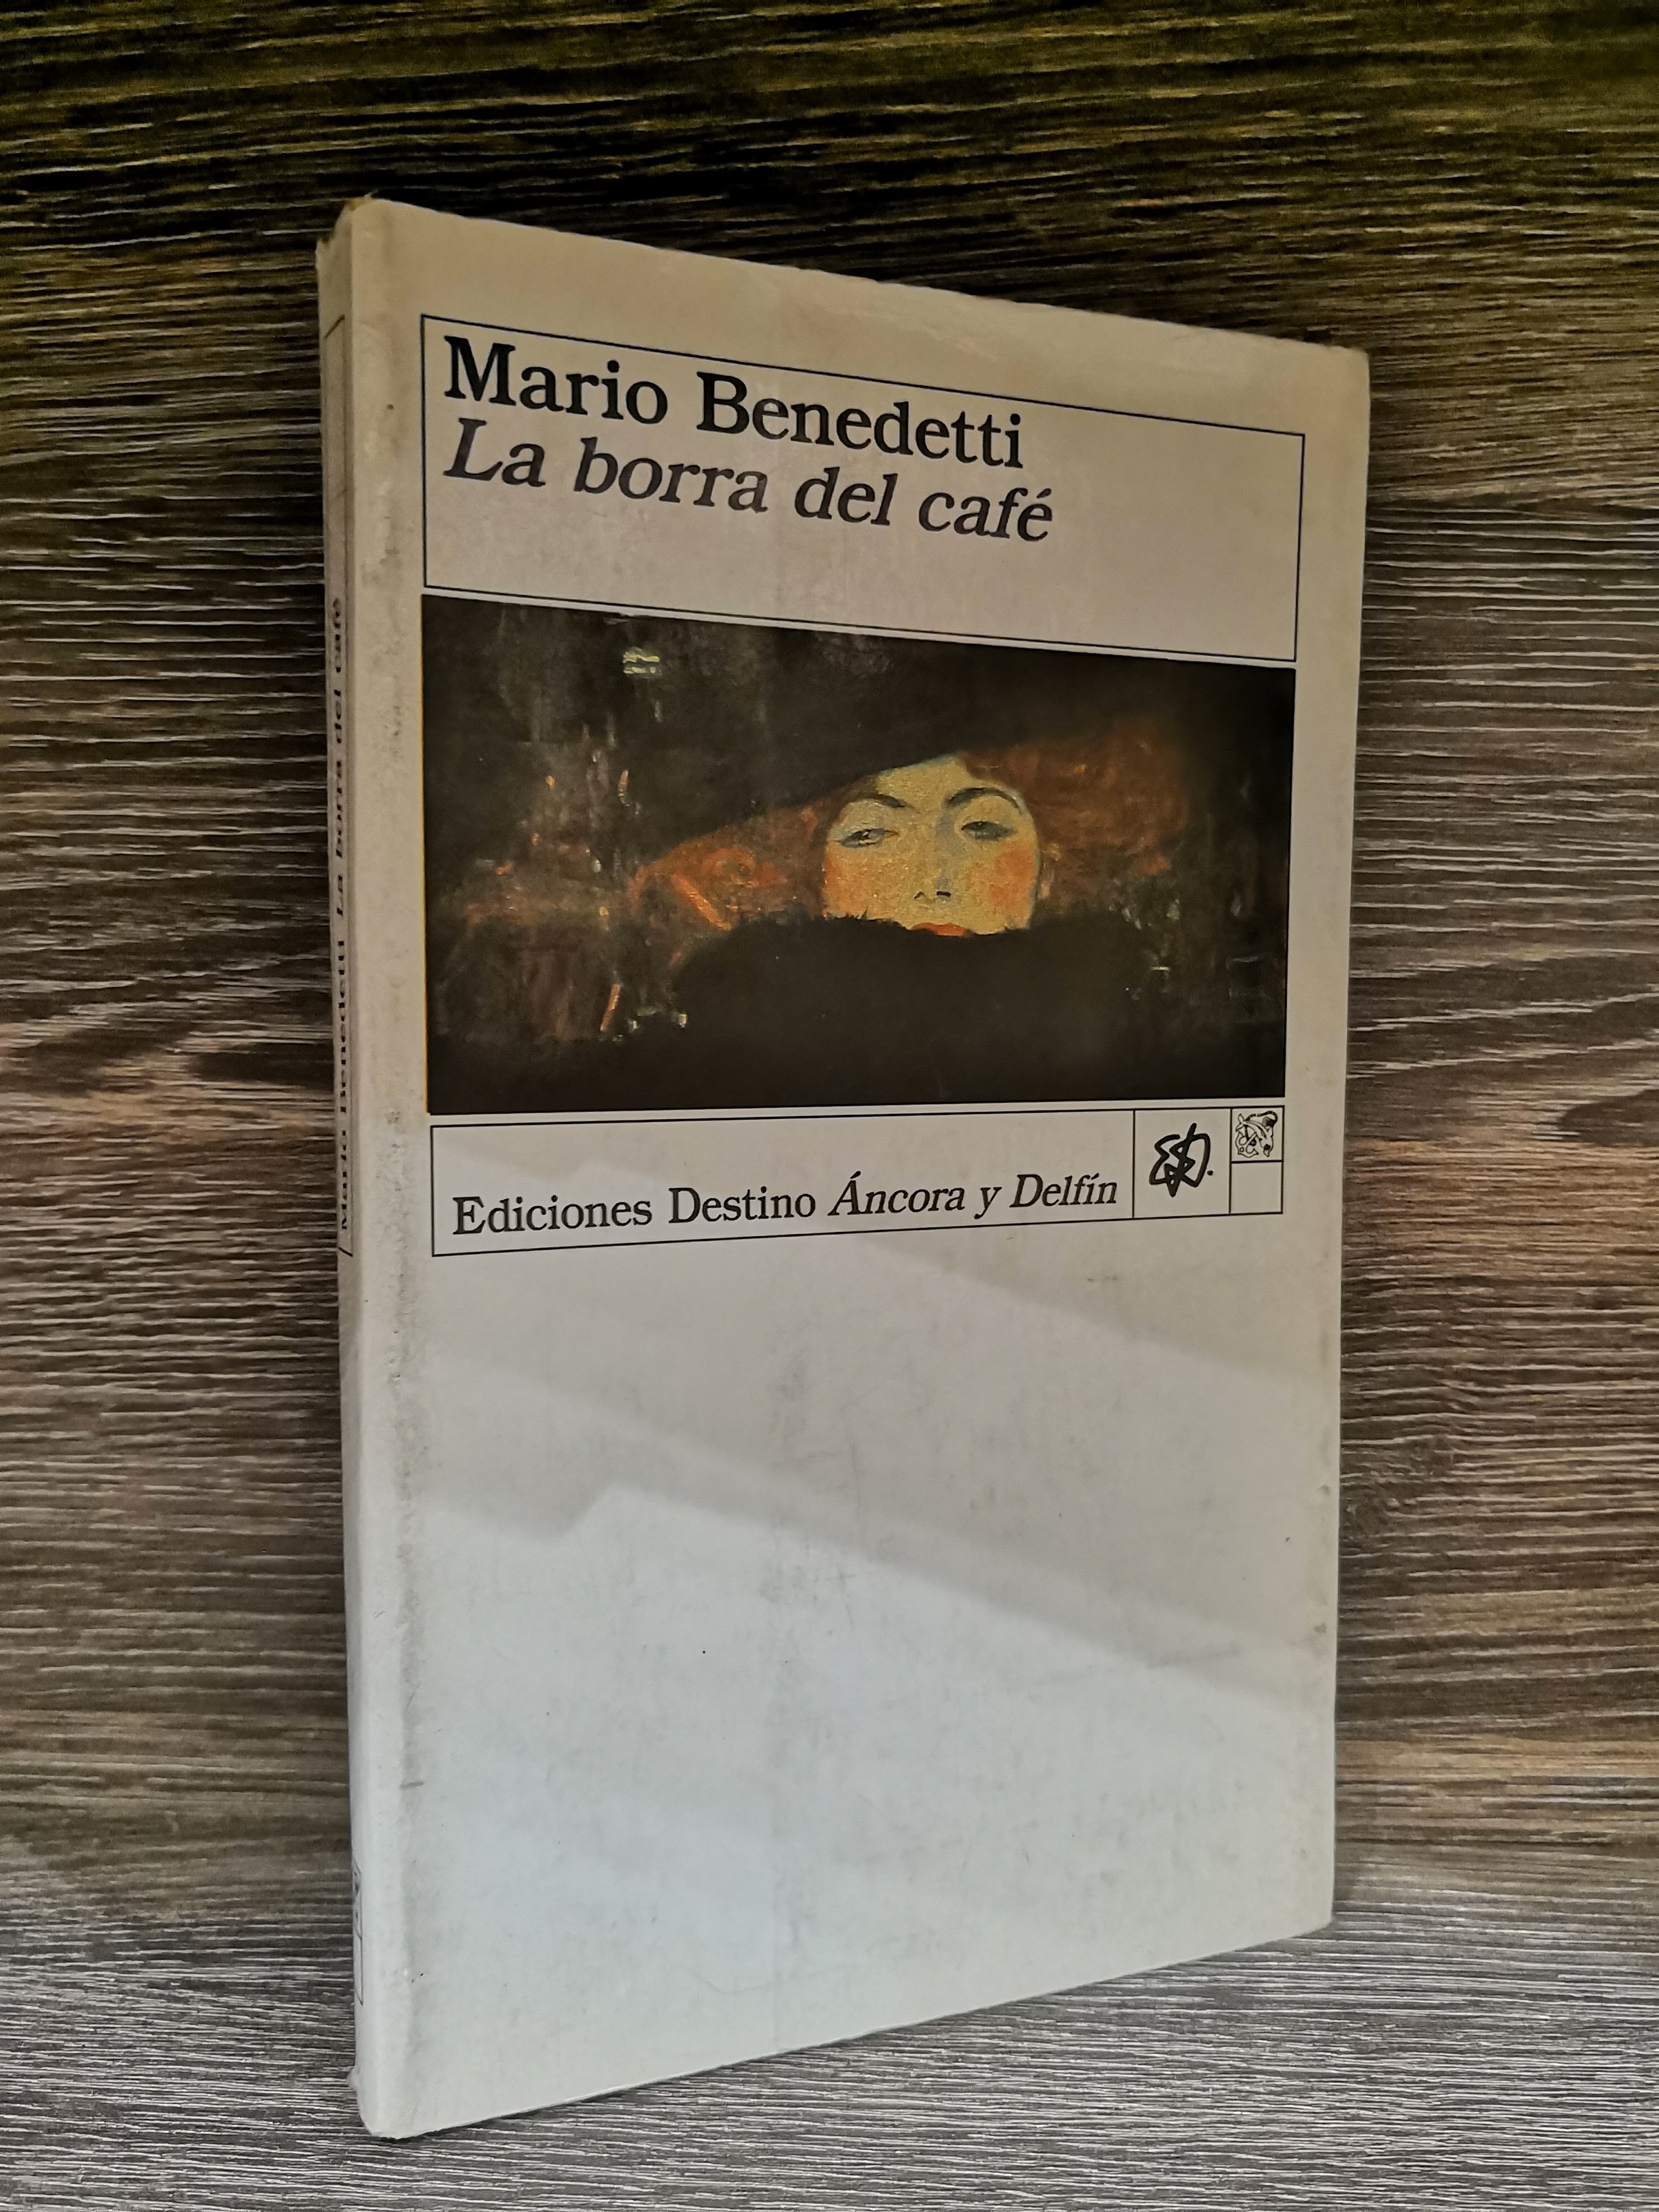 Mario Benedetti
La borra del café
Ediciones Destino Áncora y Delfín
Mario Benedetti La borra del café